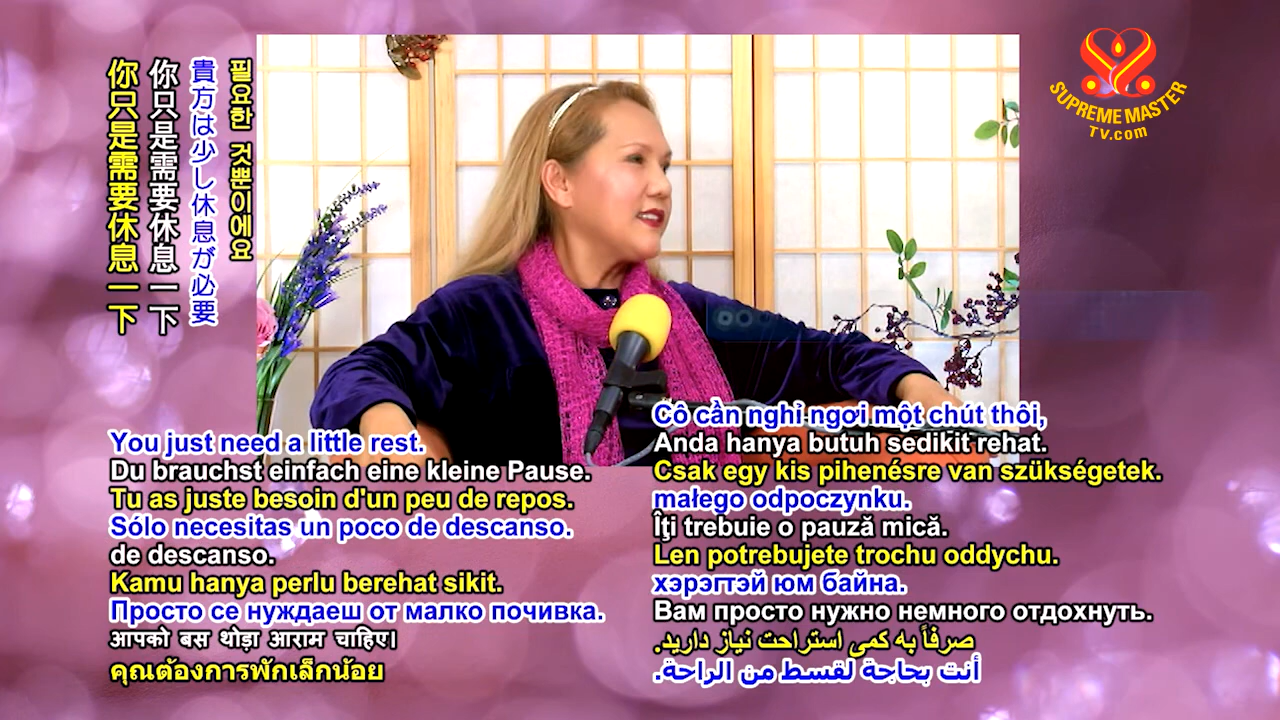 SUPREME MASTER
TV.com
필요한 것뿐이에요
貴方は少し休息が必要
你只是需要休息一下
你只是需要休息一下
You just need a little rest.
Du brauchst einfach eine kleine Pause.
Tu as juste besoin d'un peu de repos.
Sólo necesitas un poco de descanso.
de descanso.
Kamu hanya perlu berehat sikit.
Просто се нуждаеш от малко почивка.
आपको बस थोड़ा आराम चाहिए।
คุณต้องการพักเล็กน้อย
Cô cần nghỉ ngơi một chút thôi,
Anda hanya butuh sedikit rehat.
Csak egy kis pihenésre van szükségetek.
małego odpoczynku.
Îţi trebuie o pauză mică.
Len potrebujete trochu oddychu.
хэрэгтэй юм байна.
Вам просто нужно немного отдохнуть.
صرفاً به کمی استراحت نیاز دارید.
أنت بحاجة لقسط من الراحة.